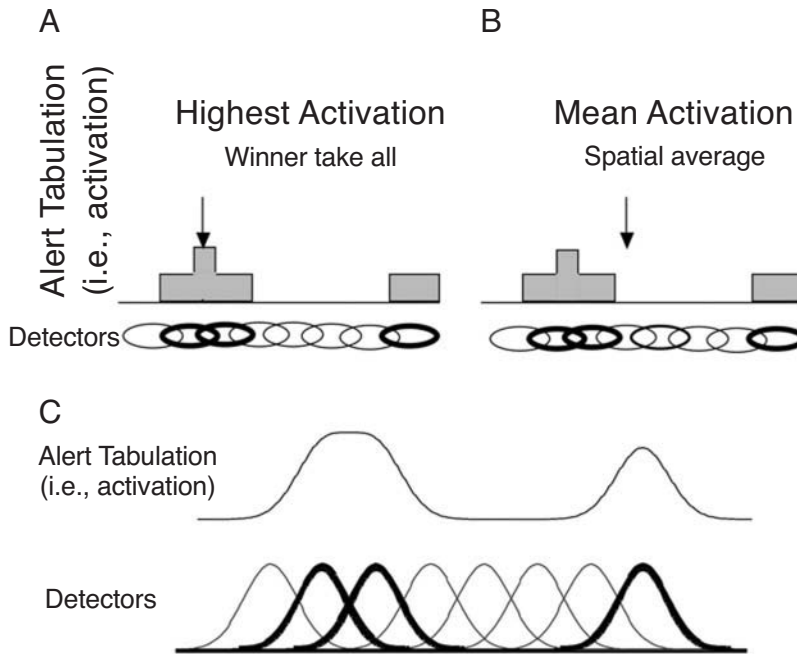 A
B
Alert Tabulation
(i.e., activation)
Highest Activation
Winner take all
Mean Activation
Spatial average
Detectors
C
Alert Tabulation
(i.e., activation)
Detectors